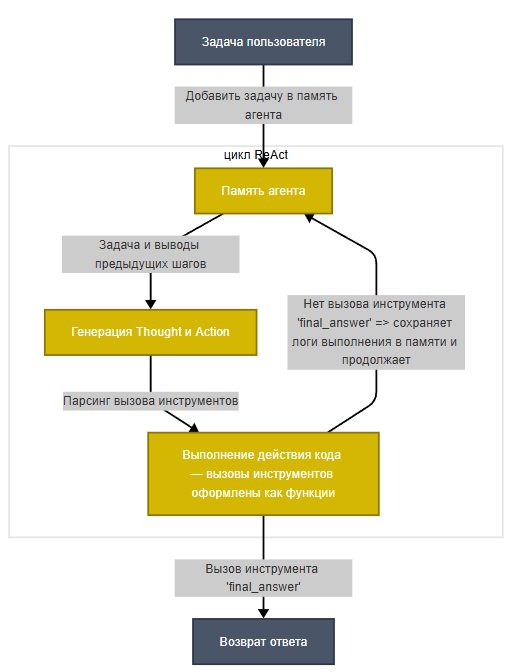 Задача пользователя
Добавить задачу в память
агента
цикл ReAct
Память агента
Задача и выводы
предыдущих шагов
Нет вызова инструмента
'final_answer' => сохраняет
логи выполнения в памяти и
продолжает
Генерация Thought и Action
Парсинг вызова инструментов
Выполнение действия кода
— вызовы инструментов
оформлены как функции
Вызов инструмента
'final_answer'
Возврат ответа